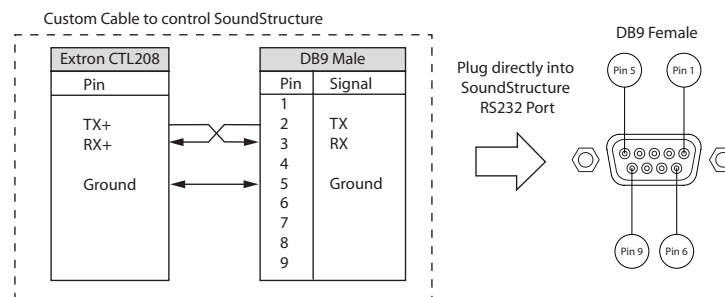 Custom Cable to control SoundStructure
Extron CTL208
Pin
TX+
RX+
Ground
DB9 Male
Pin Signal
1
2 TX
3 RX
4
5 Ground
6
7
8
9
Plug directly into
SoundStructure
RS232 Port
DB9 Female
Pin 5
Pin 1
Pin 9
Pin 6